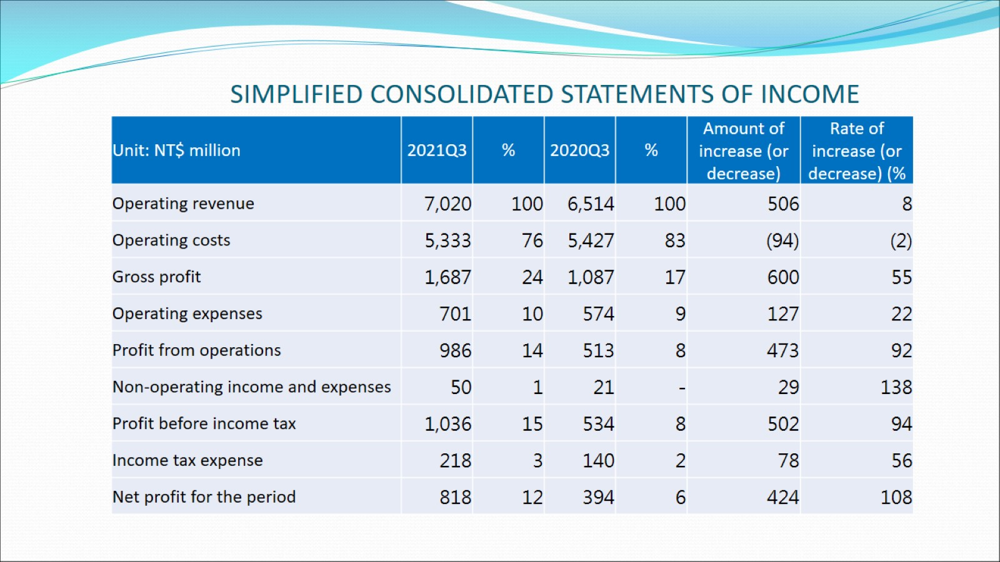 SIMPLIFIED CONSOLIDATED STATEMENTS OF INCOME
Unit: NT$ million 2021Q3 % 2020Q3 % Amount of increase (or decrease) Rate of increase (or decrease) (%
Operating revenue 7,020 100 6,514 100 506 8
Operating costs 5,333 76 5,427 83 (94) (2)
Gross profit 1,687 24 1,087 17 600 55
Operating expenses 701 10 574 9 127 22
Profit from operations 986 14 513 8 473 92
Non-operating income and expenses 50 1 21 - 29 138
Profit before income tax 1,036 15 534 8 502 94
Income tax expense 218 3 140 2 78 56
Net profit for the period 818 12 394 6 424 108